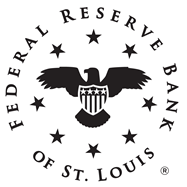 FEDERAL RESERVE BANK
OF ST. LOUIS
®